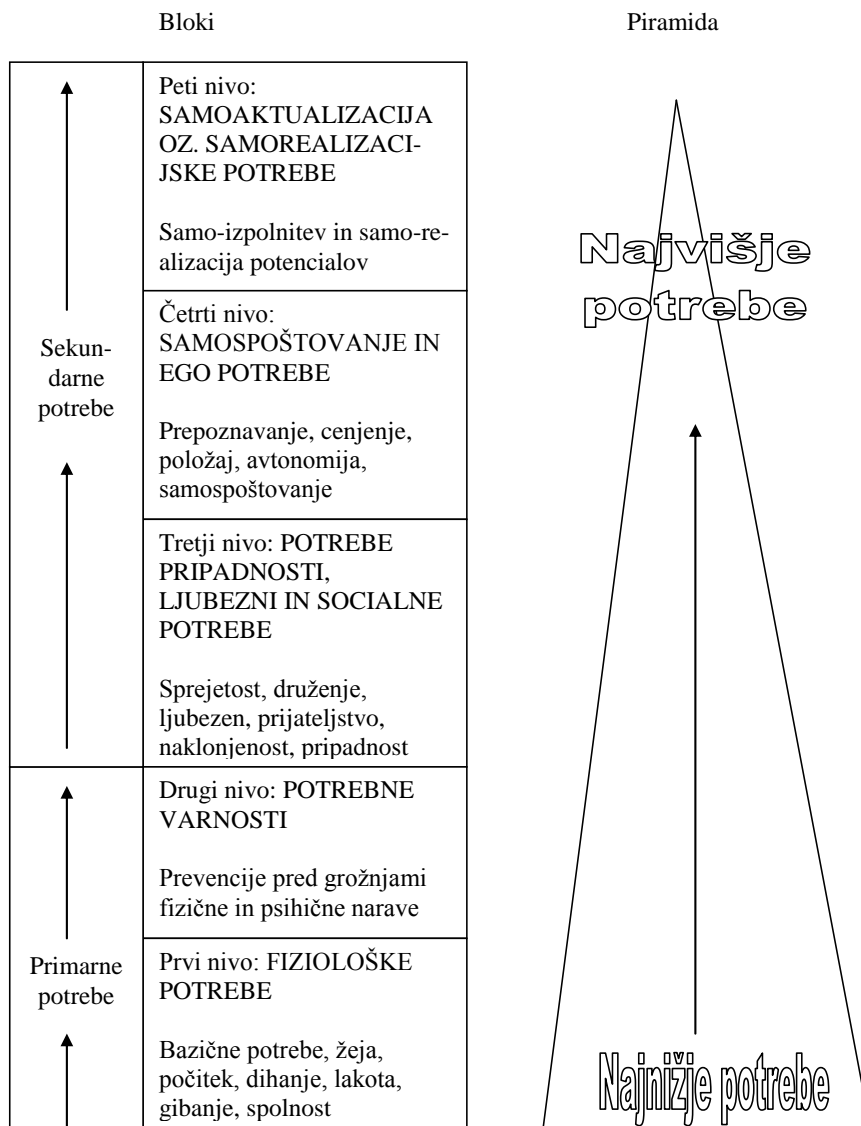 Bloki
Piramida
Peti nivo:
SAMOAKTUALIZACIJA
OZ. SAMOREALIZACI-
JSKE POTREBE
Samo-izpolnitev in samo-re-
alizacija potencialov
Sekun-
darne
potrebe
Četrti nivo:
SAMOSPOŠTOVANJE IN
EGO POTREBE
Prepoznavanje, cenjenje,
položaj, avtonomija,
samospoštovanje
Tretji nivo: POTREBE
PRIPADNOSTI,
LJUBEZNI IN SOCIALNE
POTREBE
Sprejetost, druženje,
ljubezen, prijateljstvo,
naklonjenost, pripadnost
Primarne
potrebe
Drugi nivo: POTREBNE
VARNOSTI
Prevencije pred grožnjami
fizične in psihične narave
Prvi nivo: FIZIOLOŠKE
POTREBE
Bazične potrebe, žeja,
počitek, dihanje, lakota,
gibanje, spolnost
Najvišje
potrebe
Najnižje potrebe